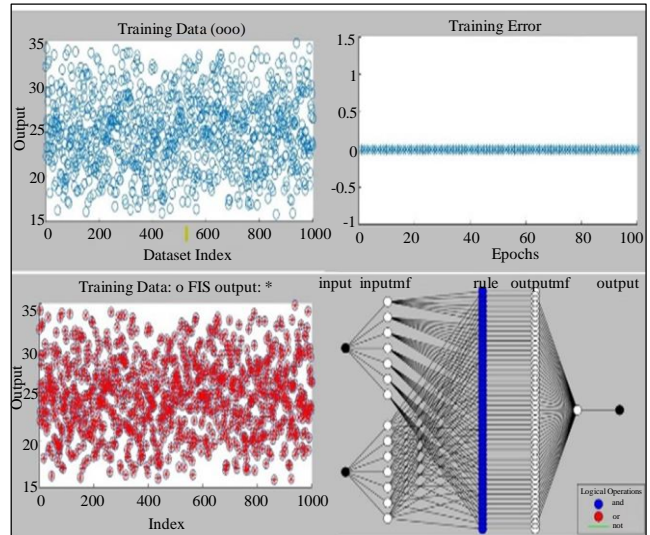 Training Data (ooo)
35
30
25
20
15
Output
0 200 400 600 800 1000
Dataset Index
Training Error
1.5
1
0.5
0
-0.5
-1
0 20 40 60 80 100
Epochs
Training Data: o FIS output: *
35
30
25
20
15
Output
0 200 400 600 800 1000
Index
input inputmf rule outputmf output
Logical Operations
and
or
not